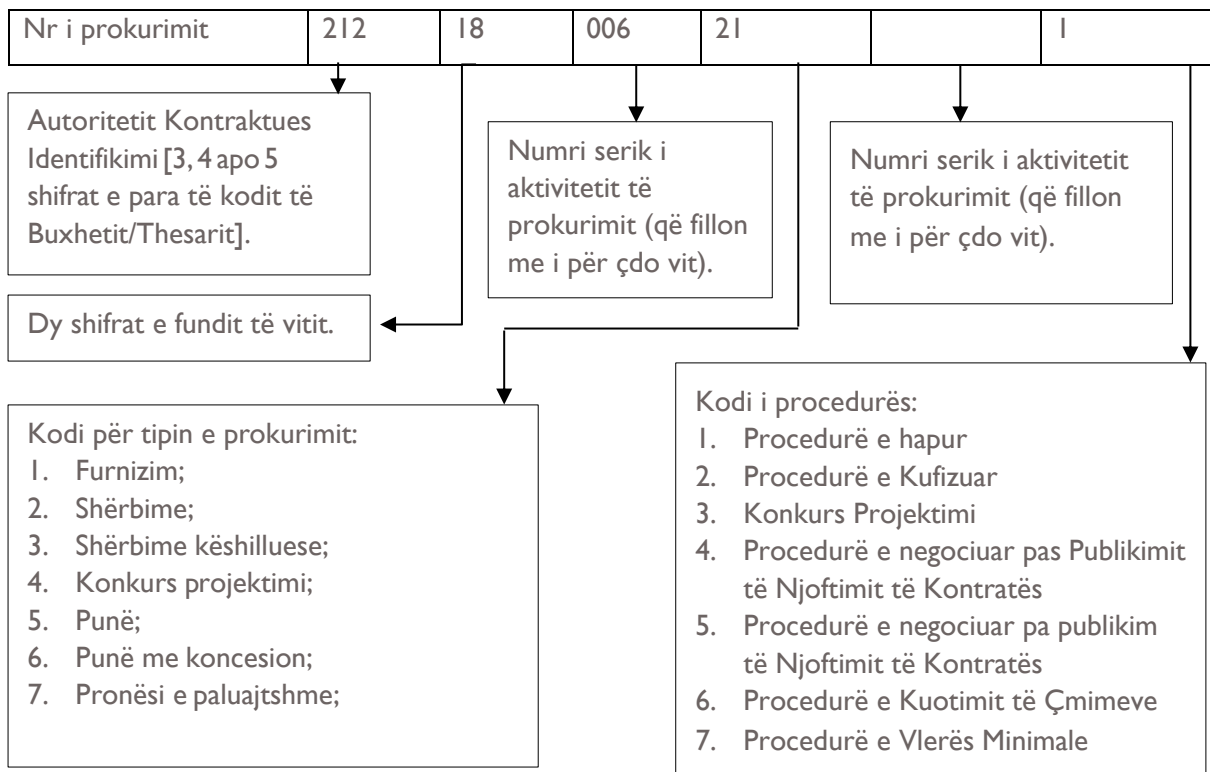 Nr i prokurimit 212 18 006 21 1
Autoritetit Kontraktues
Identifikimi [3, 4 apo 5
shifrat e para të kodit të
Buxhetit/Thesarit].
Numri serik i
aktivitetit të
prokurimit (që fillon
me i për çdo vit).
Numri serik i aktivitetit
të prokurimit (që fillon
me i për çdo vit).
Dy shifrat e fundit të vitit.
Kodi për tipin e prokurimit:
1. Furnizim;
2. Shërbime;
3. Shërbime këshilluese;
4. Konkurs projektimi;
5. Punë;
6. Punë me koncesion;
7. Pronësi e paluajtshme;
Kodi i procedurës:
1. Procedurë e hapur
2. Procedurë e Kufizuar
3. Konkurs Projektimi
4. Procedurë e negociuar pas Publikimit
të Njoftimit të Kontratës
5. Procedurë e negociuar pa publikim
të Njoftimit të Kontratës
6. Procedurë e Kuotimit të Çmimeve
7. Procedurë e Vlerës Minimale